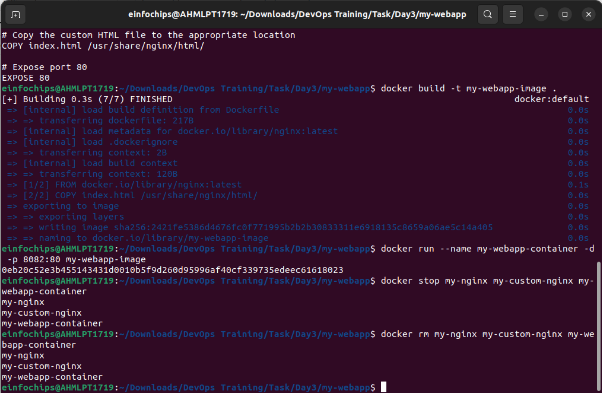 einfochips@AHMLPT1719: ~/Downloads/DevOps Training/Task/Day3/my-webapp
# Copy the custom HTML file to the appropriate location
COPY index.html /usr/share/nginx/html/
# Expose port 80
EXPOSE 80
einfochips@AHMLPT1719:~/Downloads/DevOps Training/Task/Day3/my-webapp$ docker build -t my-webapp-image .
[+] Building 0.3s (7/7) FINISHED docker:default
=> [internal] load build definition from Dockerfile 0.0s
=> => transferring dockerfile: 217B 0.0s
=> [internal] load metadata for docker.io/library/nginx:latest 0.0s
=> [internal] load .dockerignore 0.0s
=> => transferring context: 2B 0.0s
=> [internal] load build context 0.0s
=> => transferring context: 120B 0.0s
=> [1/2] FROM docker.io/library/nginx:latest 0.1s
=> [2/2] COPY index.html /usr/share/nginx/html/ 0.0s
=> exporting to image 0.0s
=> => exporting layers 0.0s
=> => writing image 0.0s
=> => naming to docker.io/library/my-webapp-image 0.0s
einfochips@AHMLPT1719:~/Downloads/DevOps Training/Task/Day3/my-webapp$ docker run --name my-webapp-container -d
-p 8082:80 my-webapp-image
0eb20c52e3b455143431d0010b5f9d260d95996af40cf339735edeec61618023
einfochips@AHMLPT1719:~/Downloads/DevOps Training/Task/Day3/my-webapp$ docker stop my-nginx my-custom-nginx my-
webapp-container
my-nginx
my-custom-nginx
my-webapp-container
einfochips@AHMLPT1719:~/Downloads/DevOps Training/Task/Day3/my-webapp$ docker rm my-nginx my-custom-nginx my-we
bapp-container
my-nginx
my-custom-nginx
my-webapp-container
einfochips@AHMLPT1719:~/Downloads/DevOps Training/Task/Day3/my-webapp$